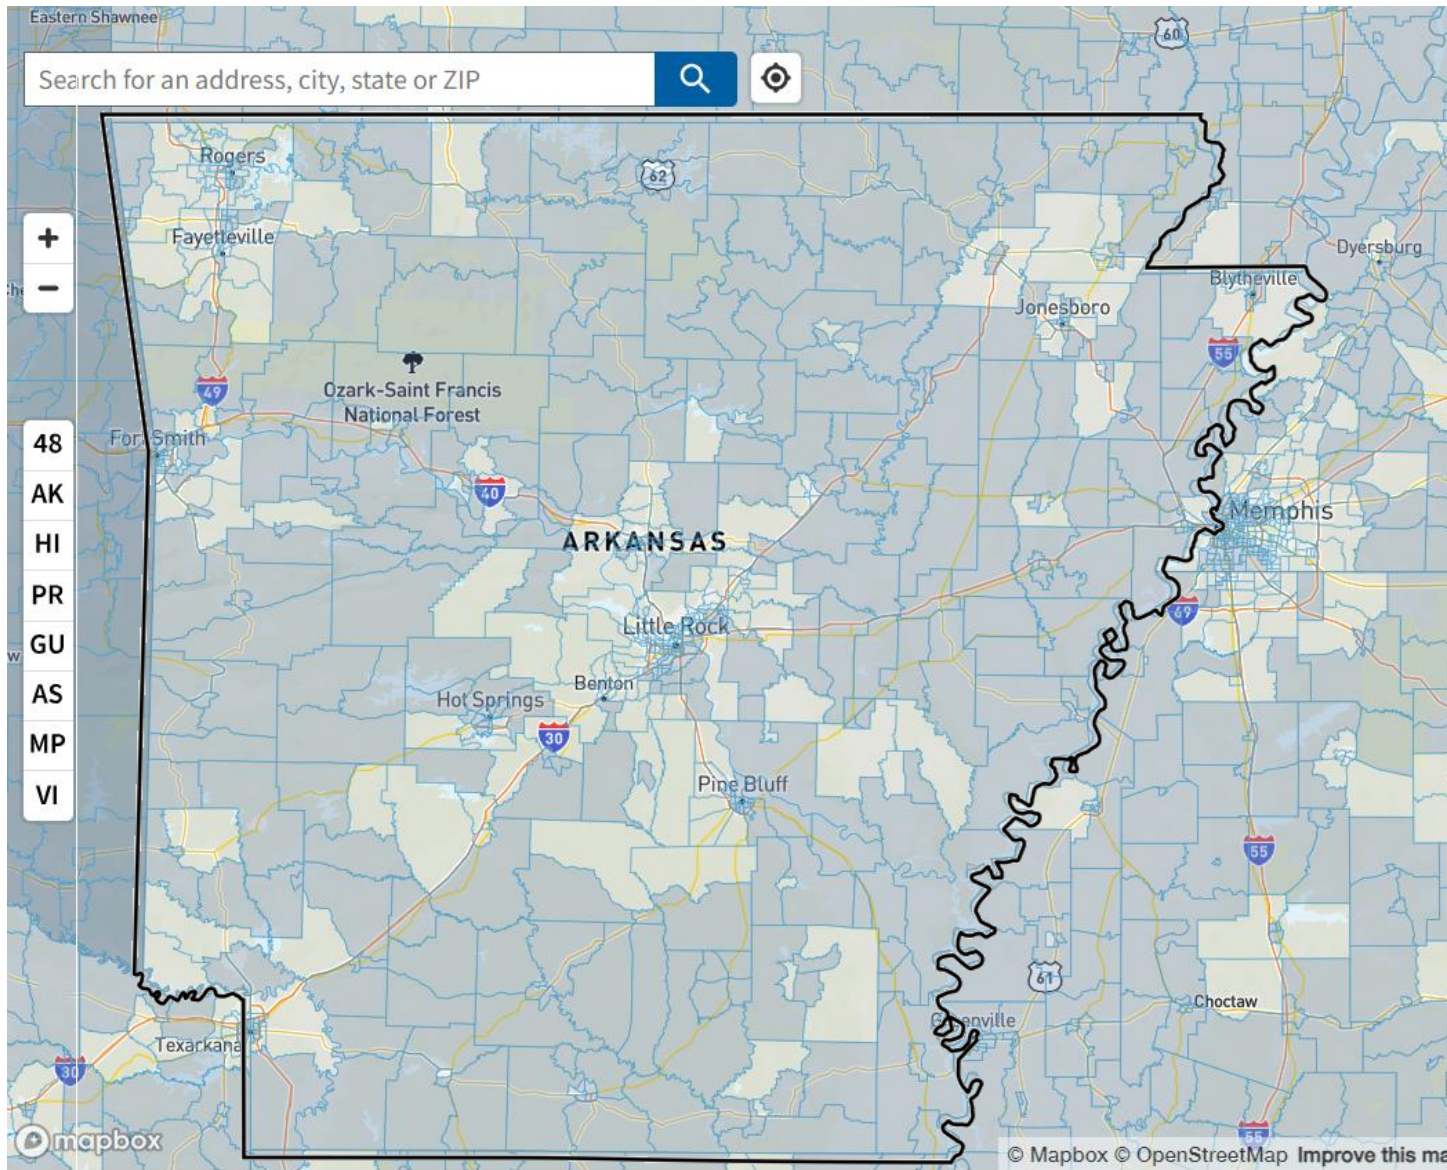 Eastern Shawnee
60
Search for an address, city, state or ZIP
Rogers
62
+
Fayetteville
Dyersburg
−
Blytheville
Jonesboro
55
49
Ozark-Saint Francis
National Forest
48
Fort Smith
AK
40
Memphis
HI
ARKANSAS
PR
69
Little Rock
GU
w
AS
Benton
Hot Springs
MP
30
VI
Pine Bluff
55
61
Choctaw
Greenville
Texarkana
30
55
mapbox
© Mapbox © OpenStreetMap Improve this ma